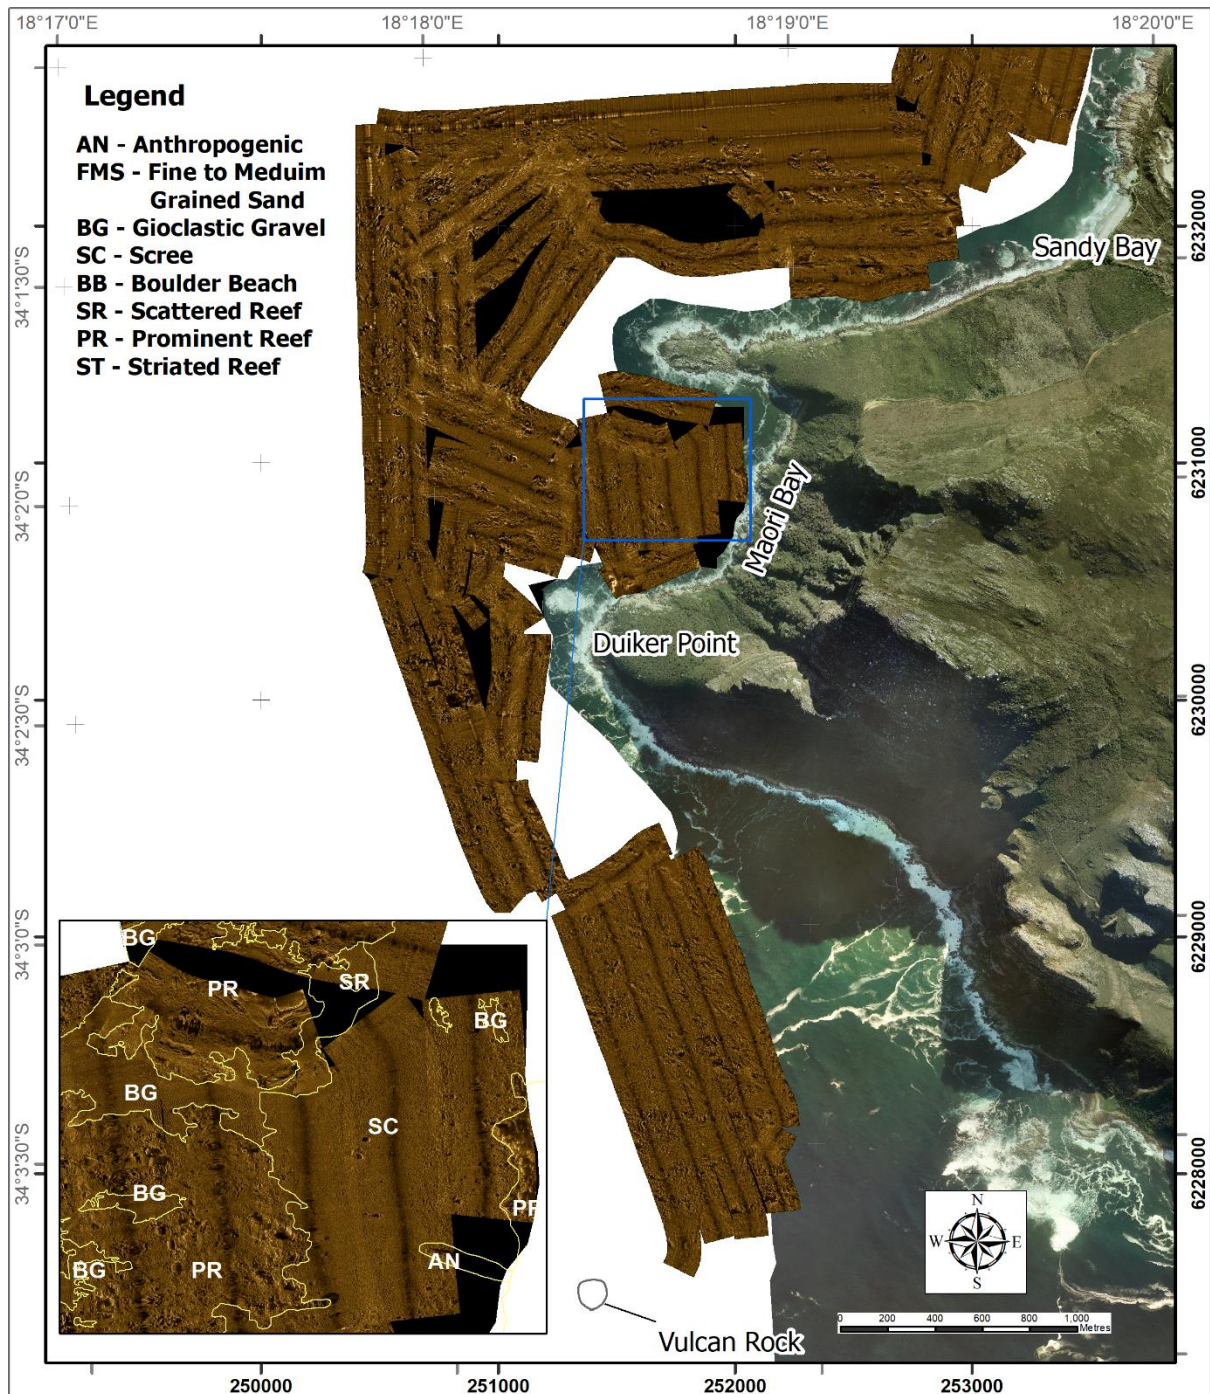 18°17'0"E 18°18'0"E 18°19'0"E 18°20'0"E
Legend
AN - Anthropogenic
FMS - Fine to Meduim
Grained Sand
BG - Gioclastic Gravel
SC - Scree
BB - Boulder Beach
SR - Scattered Reef
PR - Prominent Reef
ST - Striated Reef
34°1'30"S
34°2'0"S
34°2'30"S
34°3'0"S
34°3'30"S
6232000
6231000
6230000
6229000
6228000
Sandy Bay
Maori Bay
Duiker Point
BG
PR
SR
BG
BG
SC
BG
PR
BG
PR
AN
N
W E
S
0 200 400 600 800 1,000
Metres
Vulcan Rock
250000 251000 252000 253000